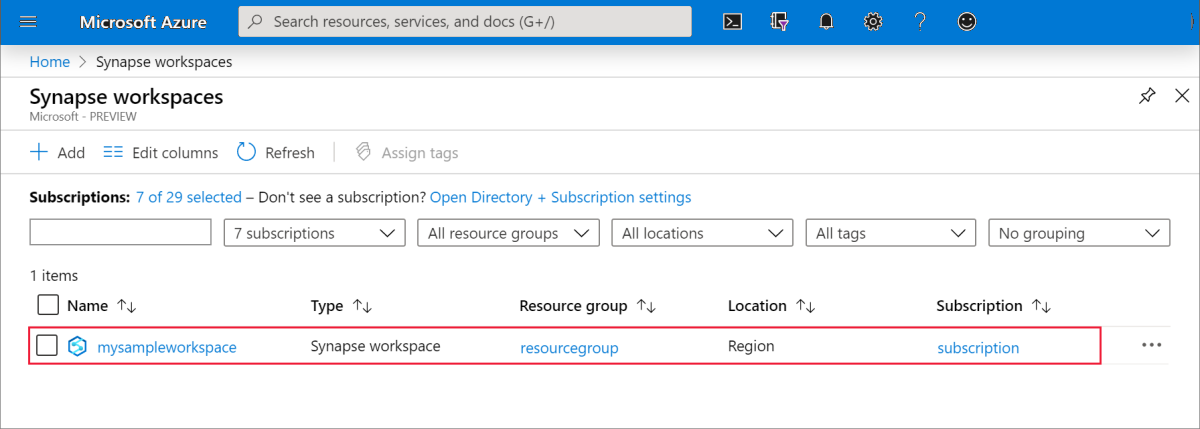 Microsoft Azure Search resources, services, and docs (G+/)
Home > Synapse workspaces
Synapse workspaces
Microsoft - PREVIEW
Add Edit columns Refresh Assign tags
Subscriptions: 7 of 29 selected – Don't see a subscription? Open Directory + Subscription settings
7 subscriptions All resource groups All locations All tags No grouping
1 items
Name Type Resource group Location Subscription
mysampleworkspace Synapse workspace resourcegroup Region subscription